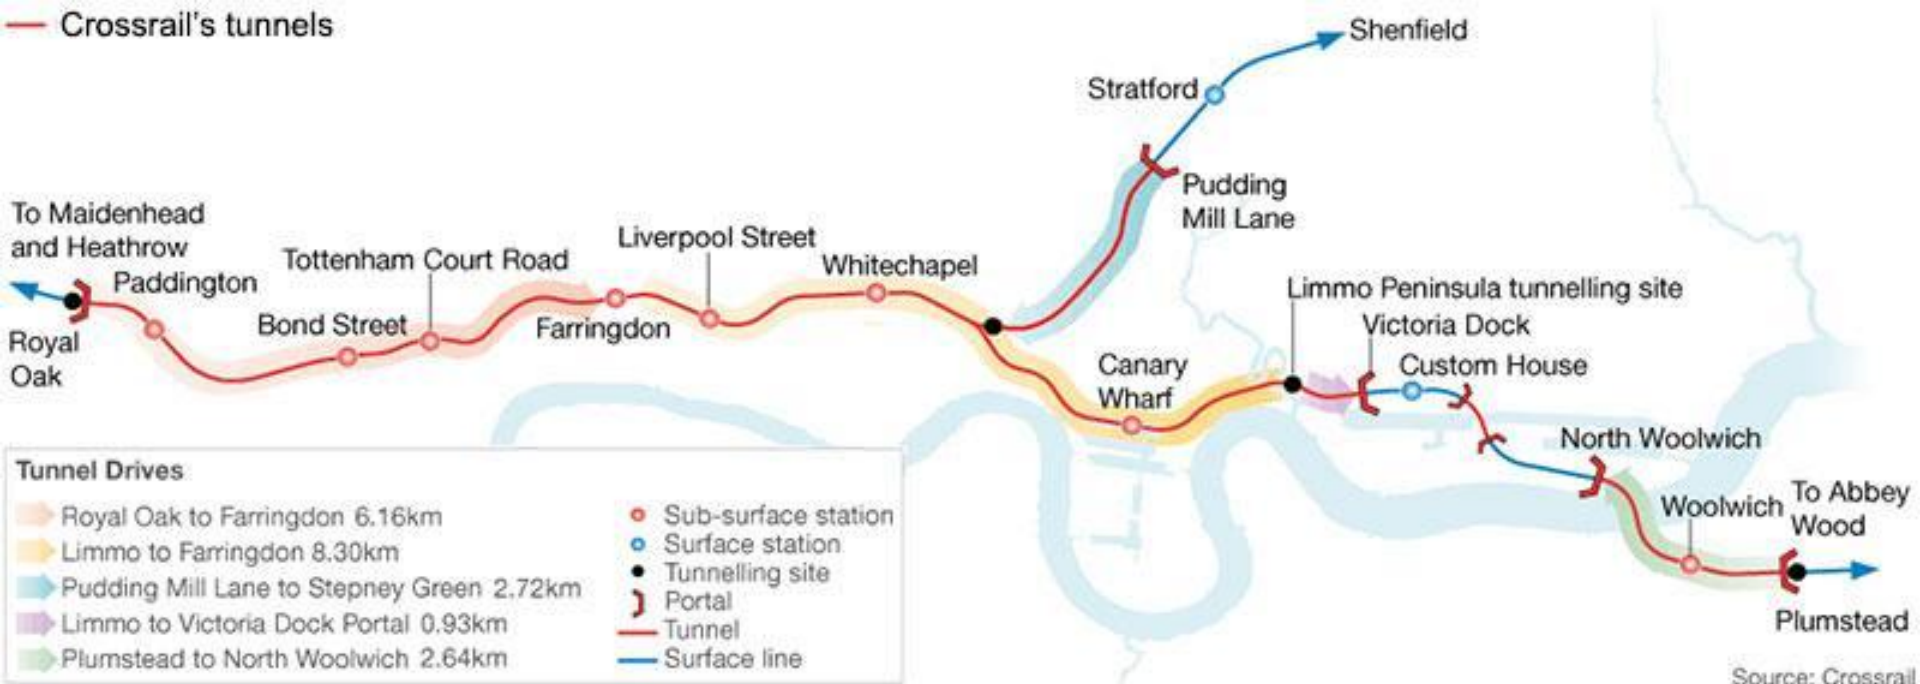 Crossrail's tunnels
Shenfield
Stratford
Pudding
Mill Lane
To Maidenhead
and Heathrow
Paddington
Royal
Oak
Tottenham Court Road
Bond Street
Liverpool Street
Farringdon
Whitechapel
Limmo Peninsula tunnelling site
Victoria Dock
Custom House
Canary
Wharf
North Woolwich
Woolwich
To Abbey
Wood
Plumstead
Tunnel Drives
Royal Oak to Farringdon 6.16km
Limmo to Farringdon 8.30km
Pudding Mill Lane to Stepney Green 2.72km
Limmo to Victoria Dock Portal 0.93km
Plumstead to North Woolwich 2.64km
Sub-surface station
Surface station
Tunnelling site
Portal
Tunnel
Surface line
Source: Crossrail